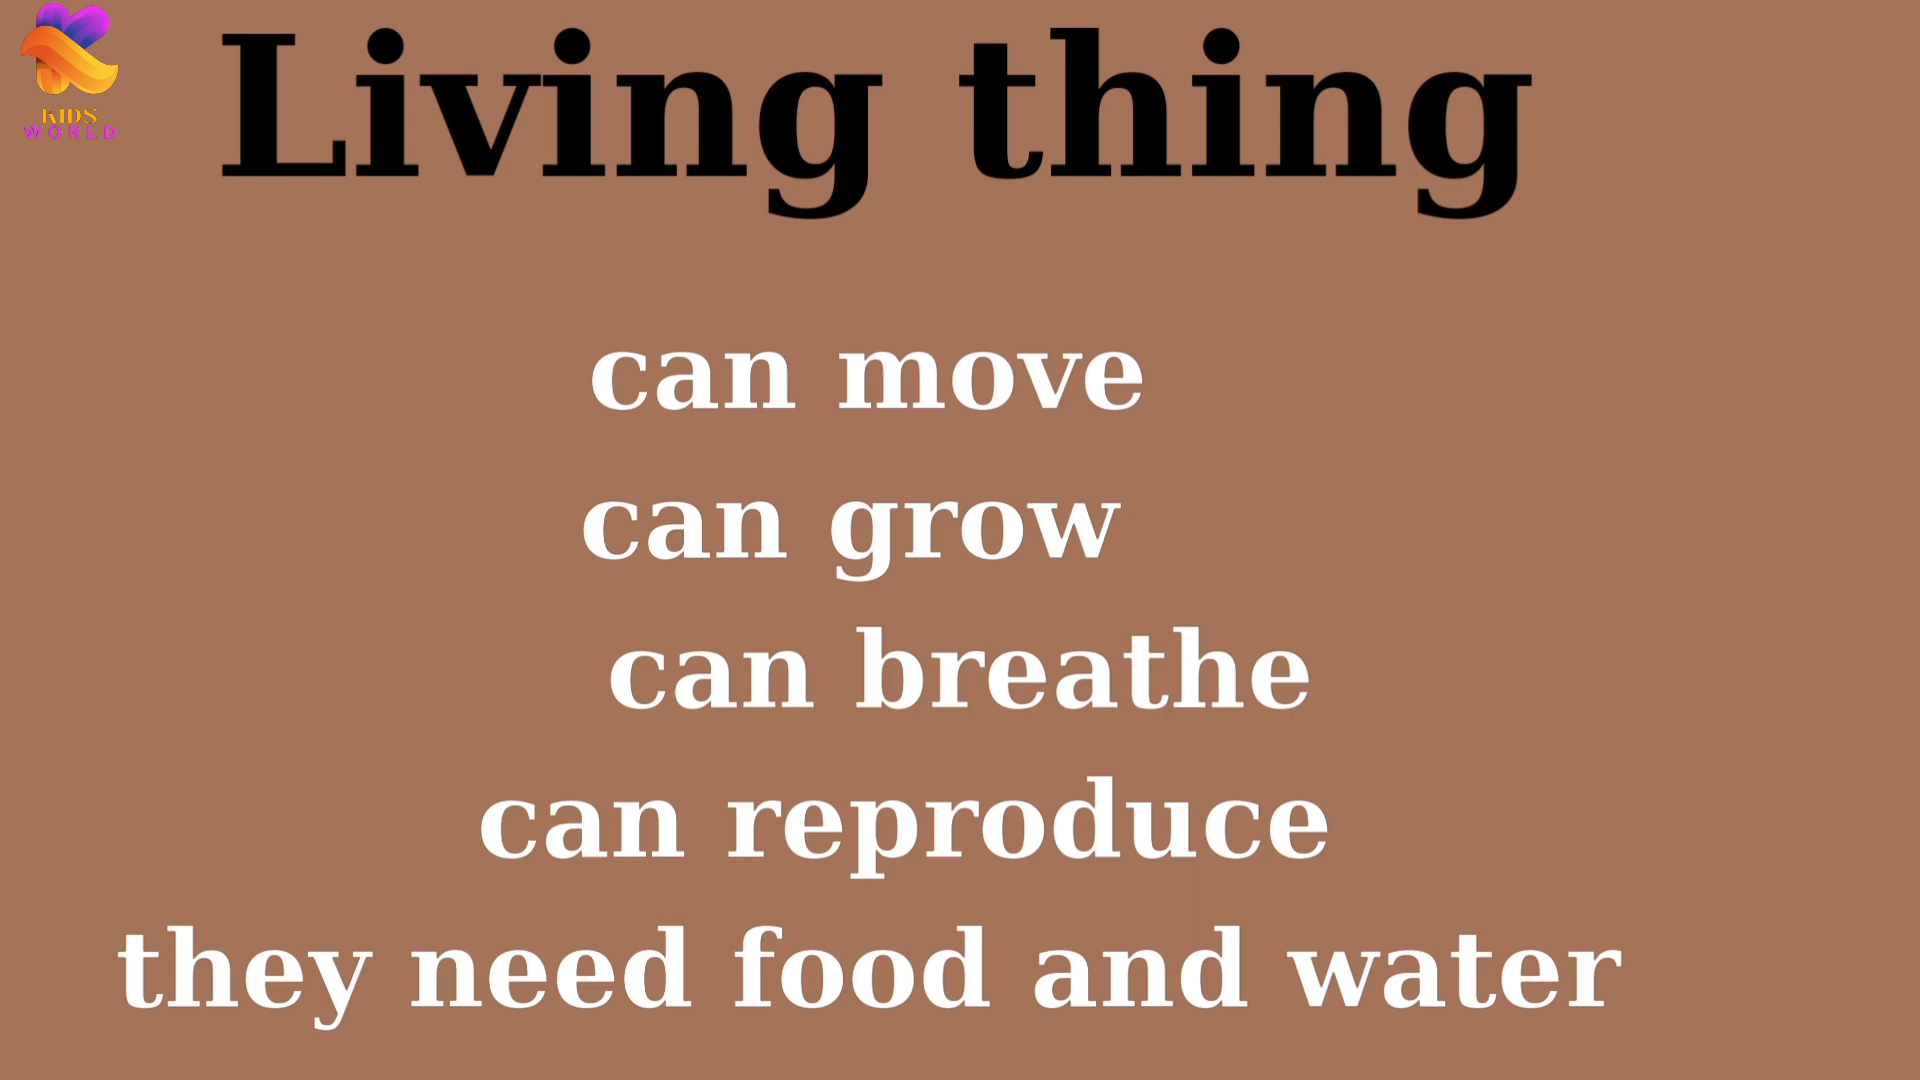 KIDS
WORLD
Living thing
can move
can grow
can breathe
can reproduce
they need food and water